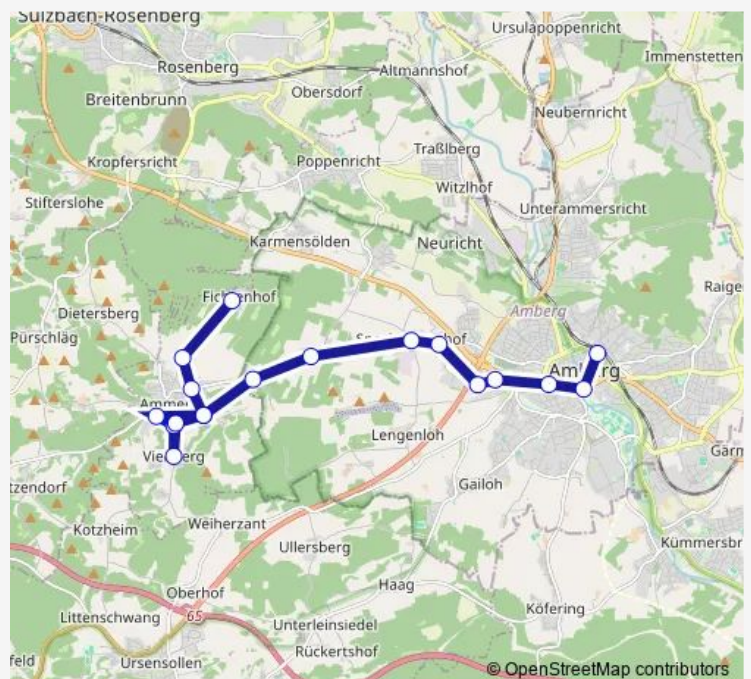 Sulzbach-Rosenberg
Ursulapoppenricht
Immenstetten
Rosenberg
Altmannshof
Obersdorf
Breitenbrunn
Neubernricht
Traßlberg
Kropfersricht
Poppenricht
Witzlhof
Stifterslohe
Unterammersricht
Karmensölden
Neuricht
Raige
Amberg
Dietersberg
Pürschläg
Lengenloh
Gailoh
tzendorf
Kotzheim
Weiherzant
Ullersberg
Kümmersbr
Oberhof
Haag
Köfering
65
Littenschwang
Unterleinsiedel
Rückertshof
feld
Ursensollen
© OpenStreetMap contributors